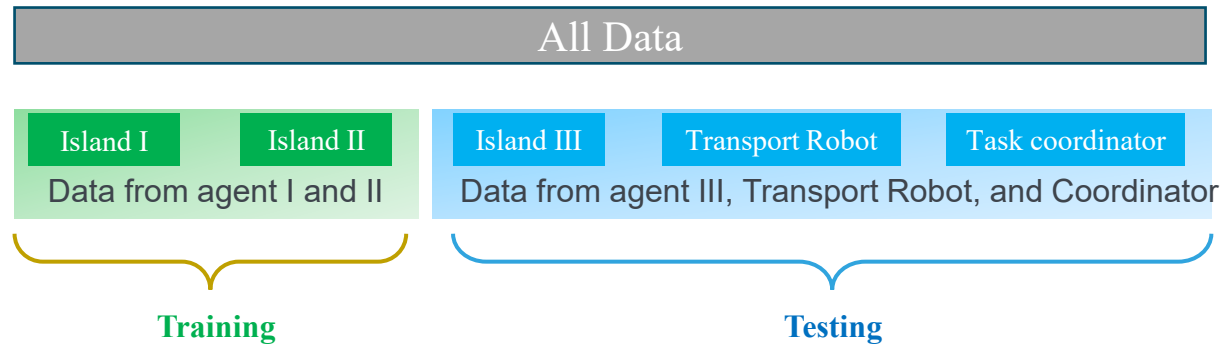 All Data
Island I
Island II
Island III
Transport Robot
Task coordinator
Data from agent I and II
Data from agent III, Transport Robot, and Coordinator
Training
Testing